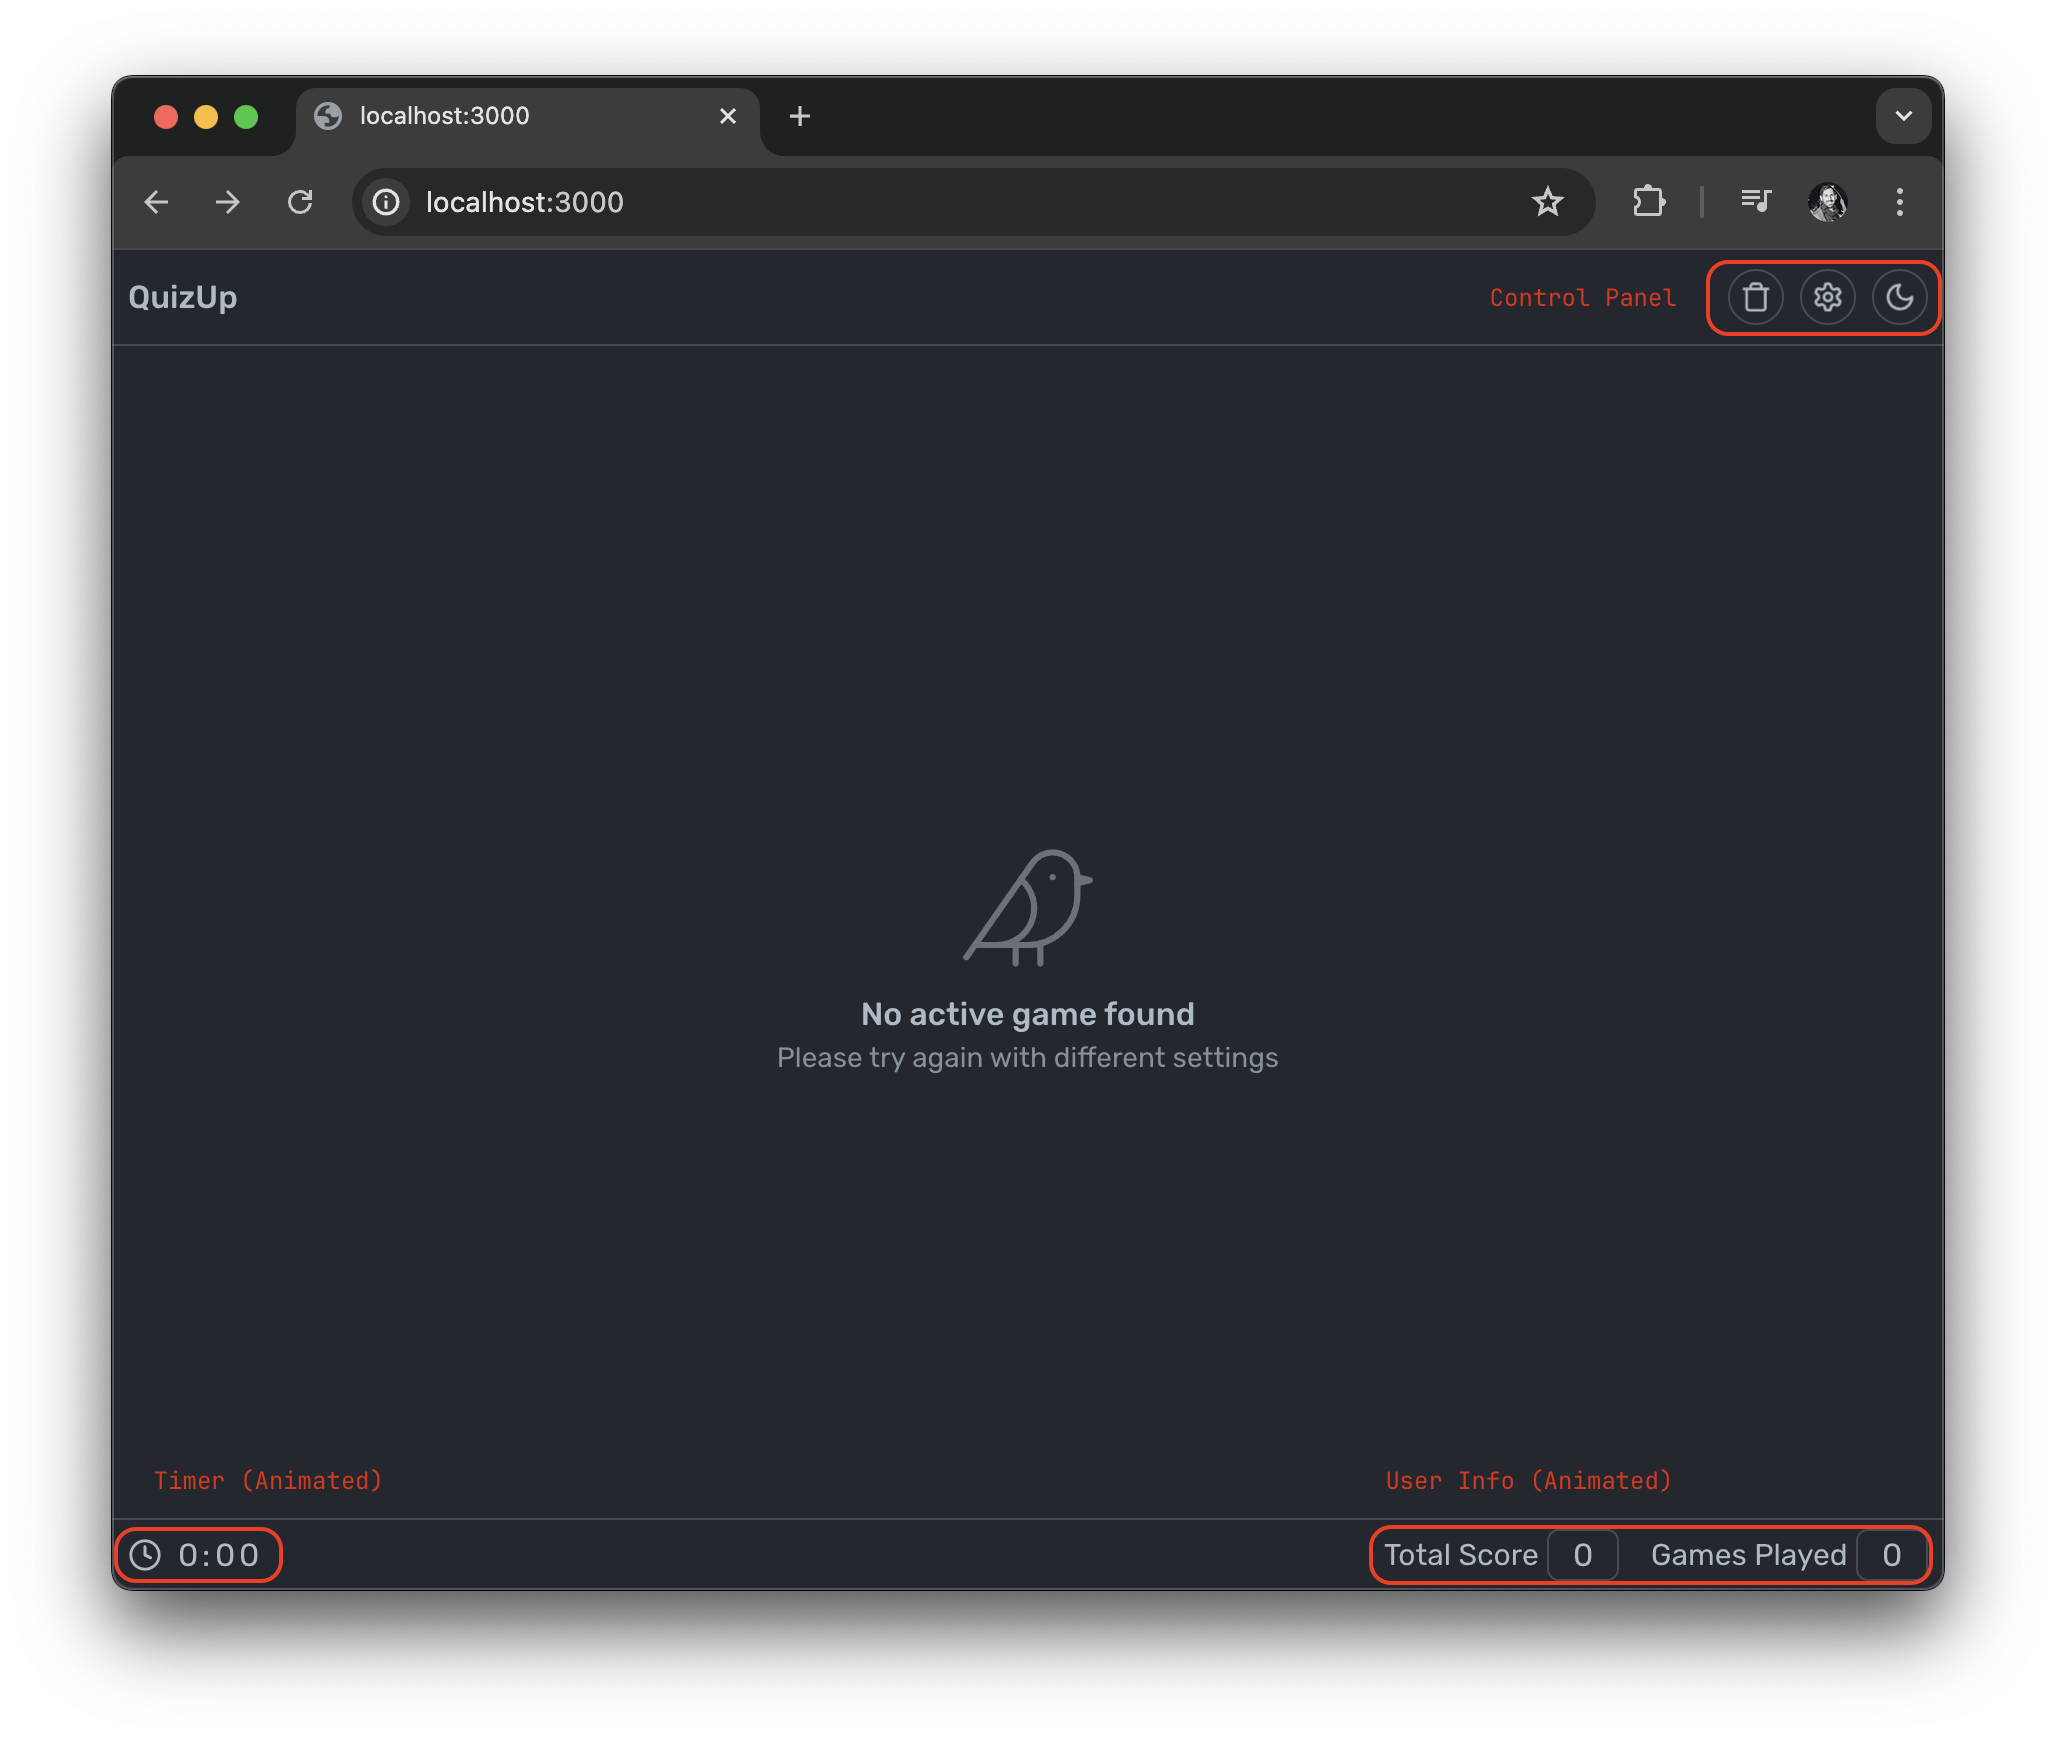 localhost:3000
localhost:3000
QuizUp
Control Panel
No active game found
Please try again with different settings
Timer (Animated)
User Info (Animated)
0:00
Total Score 0 Games Played 0